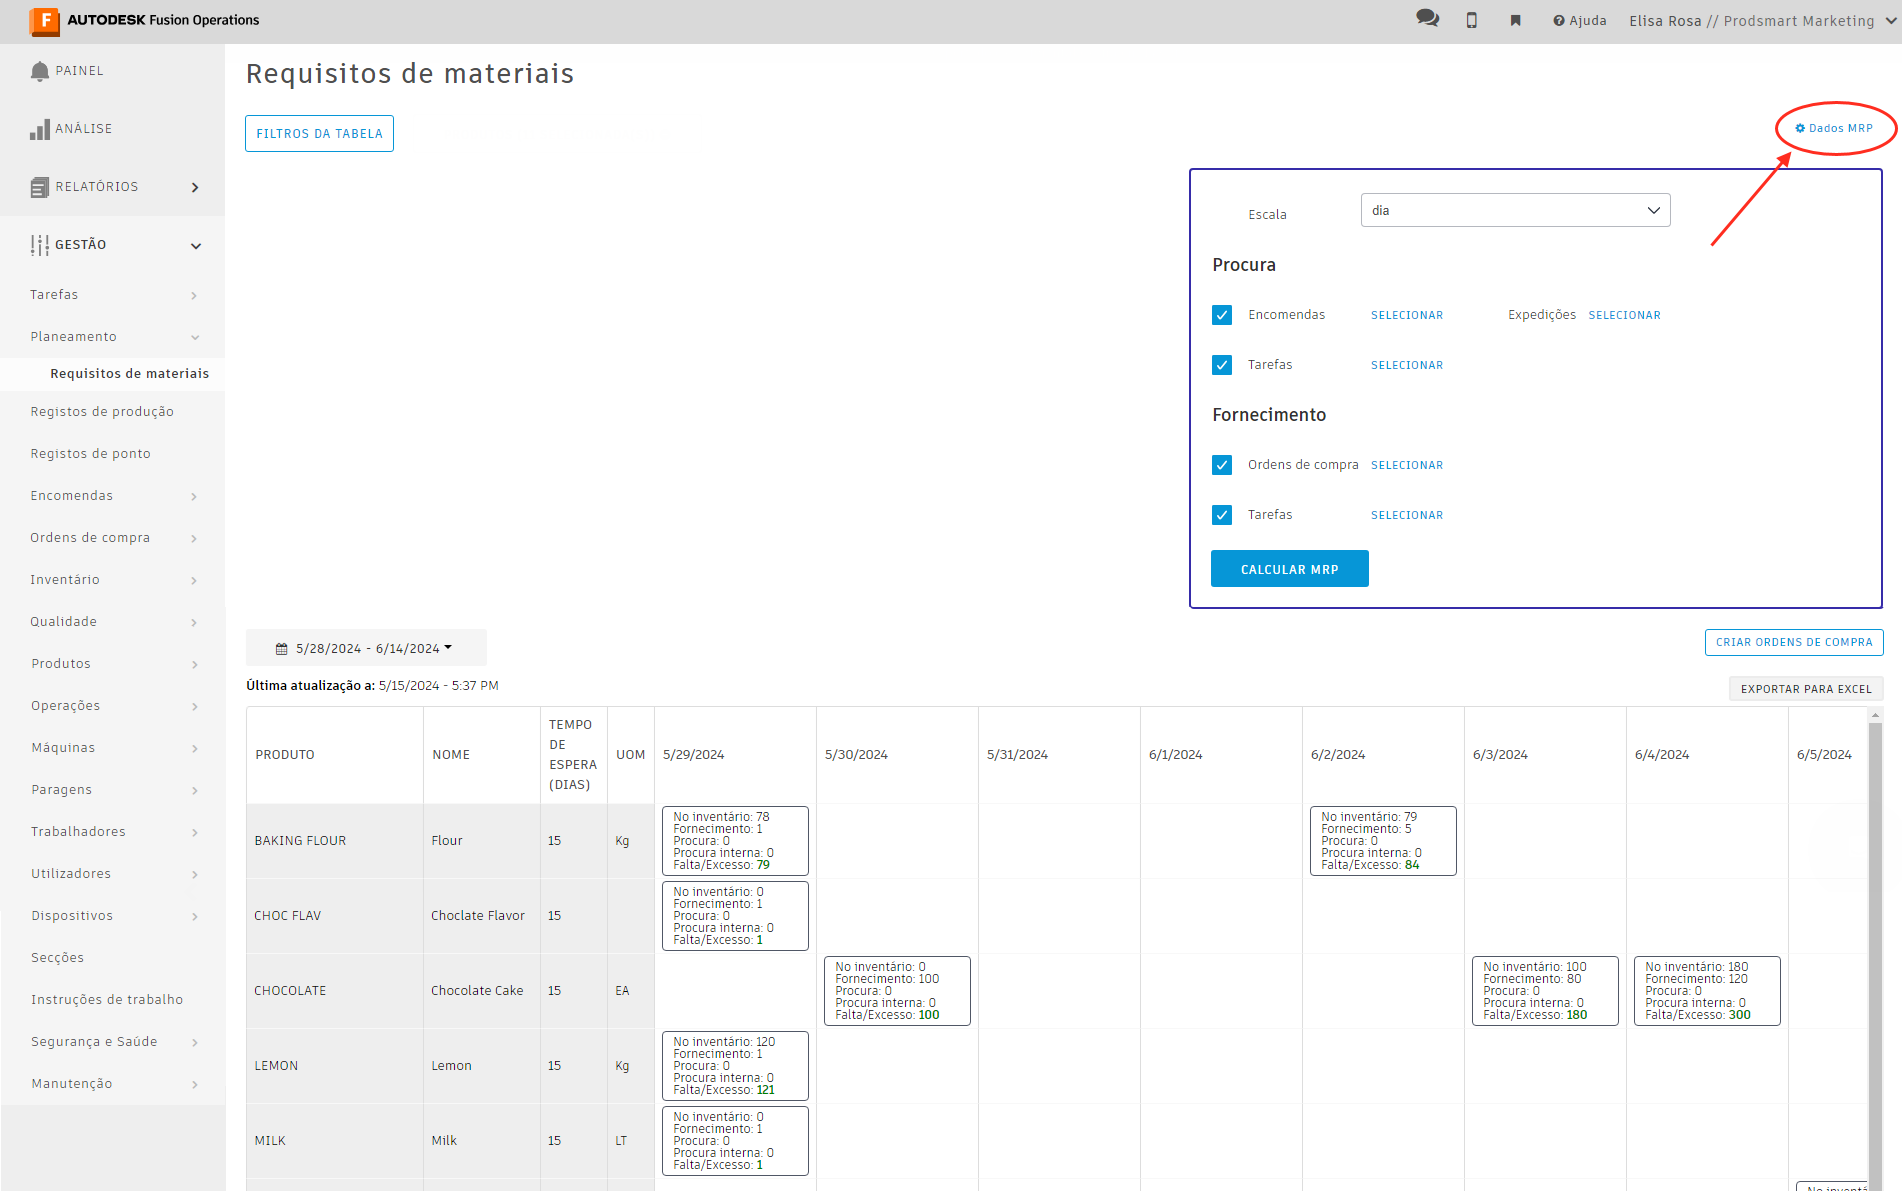 F AUTODESK Fusion Operations
Ajuda
Elisa Rosa // Prodsmart Marketing
PAINEL
ANÁLISE
RELATÓRIOS
GESTÃO
Tarefas
Planeamento
Requisitos de materiais
Registos de produção
Registos de ponto
Encomendas
Ordens de compra
Inventário
Qualidade
Produtos
Operações
Máquinas
Paragens
Trabalhadores
Utilizadores
Dispositivos
Secções
Instruções de trabalho
Segurança e Saúde
Manutenção
Requisitos de materiais
FILTROS DA TABELA
Dados MRP
Escala dia
Procura
Encomendas SELECIONAR Expedições SELECIONAR
Tarefas SELECIONAR
Fornecimento
Ordens de compra SELECIONAR
Tarefas SELECIONAR
CALCULAR MRP
5/28/2024 - 6/14/2024
CRIAR ORDENS DE COMPRA
Última atualização a: 5/15/2024 - 5:37 PM
EXPORTAR PARA EXCEL
PRODUTO NOME TEMPO DE ESPERA (DIAS) UOM 5/29/2024 5/30/2024 5/31/2024 6/1/2024 6/2/2024 6/3/2024 6/4/2024 6/5/2024
BAKING FLOUR Flour 15 Kg
No inventário: 78
Fornecimento: 1
Procura: 0
Procura interna: 0
Falta/Excesso: 79
No inventário: 79
Fornecimento: 5
Procura: 0
Procura interna: 0
Falta/Excesso: 84
CHOC FLAV Choclate Flavor 15
No inventário: 0
Fornecimento: 1
Procura: 0
Procura interna: 0
Falta/Excesso: 1
CHOCOLATE Chocolate Cake 15 EA
No inventário: 0
Fornecimento: 100
Procura: 0
Procura interna: 0
Falta/Excesso: 100
No inventário: 100
Fornecimento: 80
Procura: 0
Procura interna: 0
Falta/Excesso: 180
No inventário: 180
Fornecimento: 120
Procura: 0
Procura interna: 0
Falta/Excesso: 300
LEMON Lemon 15 Kg
No inventário: 120
Fornecimento: 1
Procura: 0
Procura interna: 0
Falta/Excesso: 121
MILK Milk 15 LT
No inventário: 0
Fornecimento: 1
Procura: 0
Procura interna: 0
Falta/Excesso: 1